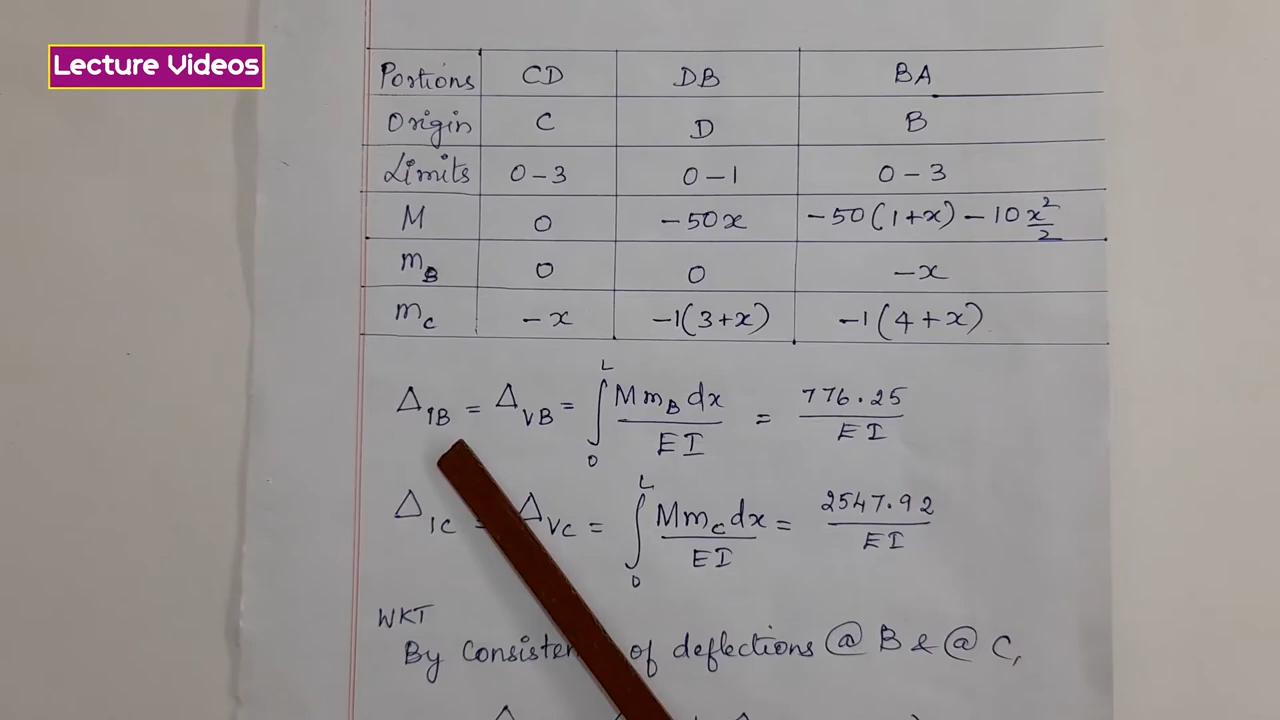 Lecture Videos
Portions CD DB BA
Origin C D B
Limits 0-3 0-1 0-3
M 0 -50x -50(1+x) - 10x²/2
mB 0 0 -x
mC -x -1(3+x) -1(4+x)
Δ1B = ΔVB = ∫₀ᴸ MmB dx / EI = 776.25 / EI
Δ1C = ΔVC = ∫₀ᴸ MmC dx / EI = 2547.92 / EI
WKT
By of deflections @ B & @ C,